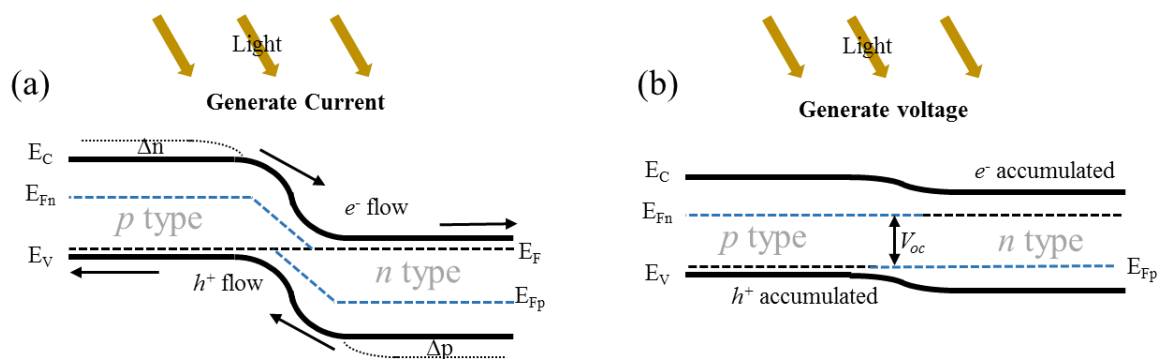 Light
(a)
Generate Current
Δn
E_C
E_Fn
p type
e⁻ flow
E_F
E_V
n type
h⁺ flow
E_Fp
Δp
Light
(b)
Generate voltage
E_C
e⁻ accumulated
E_Fn
p type
V_oc
n type
E_V
E_Fp
h⁺ accumulated